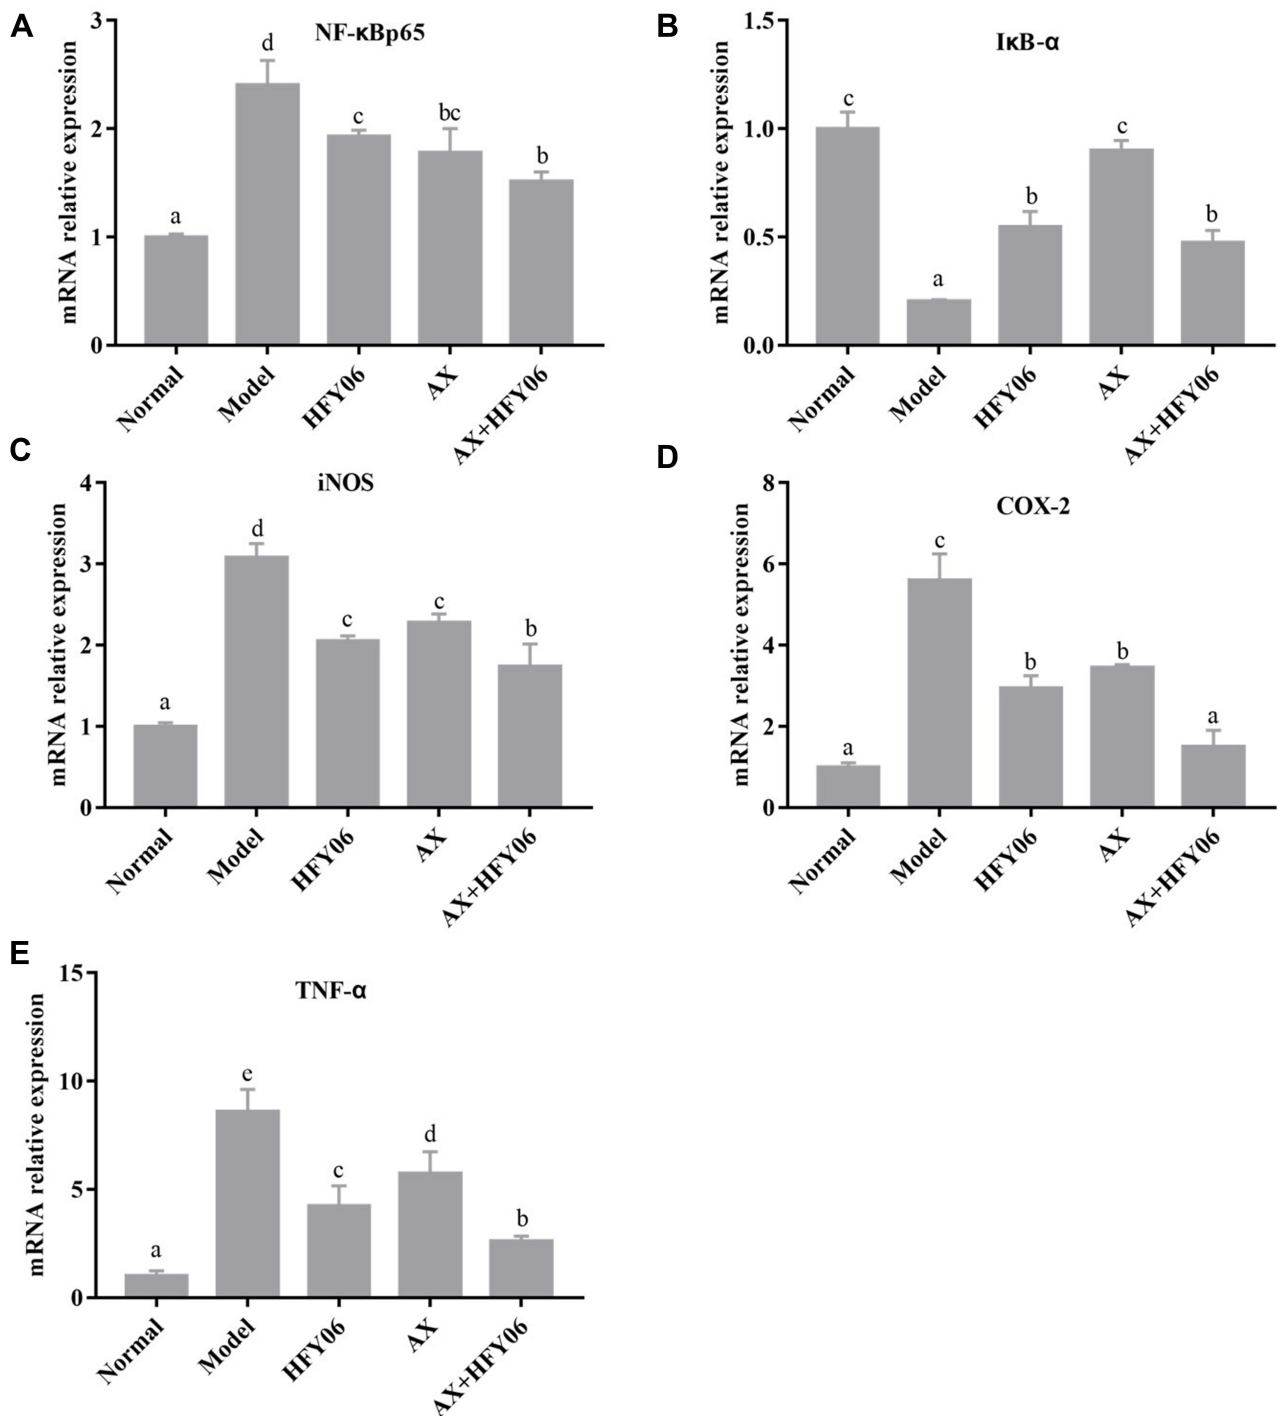 A
NF-κBp65
mRNA relative expression
3
2
1
0
a
d
c
bc
b
Normal
Model
HFY06
AX
AX+HFY06
B
IκB-α
mRNA relative expression
1.5
1.0
0.5
0.0
c
a
b
c
b
Normal
Model
HFY06
AX
AX+HFY06
C
iNOS
mRNA relative expression
4
3
2
1
0
a
d
c
c
b
Normal
Model
HFY06
AX
AX+HFY06
D
COX-2
mRNA relative expression
8
6
4
2
0
a
c
b
b
a
Normal
Model
HFY06
AX
AX+HFY06
E
TNF-α
mRNA relative expression
15
10
5
0
a
e
c
d
b
Normal
Model
HFY06
AX
AX+HFY06